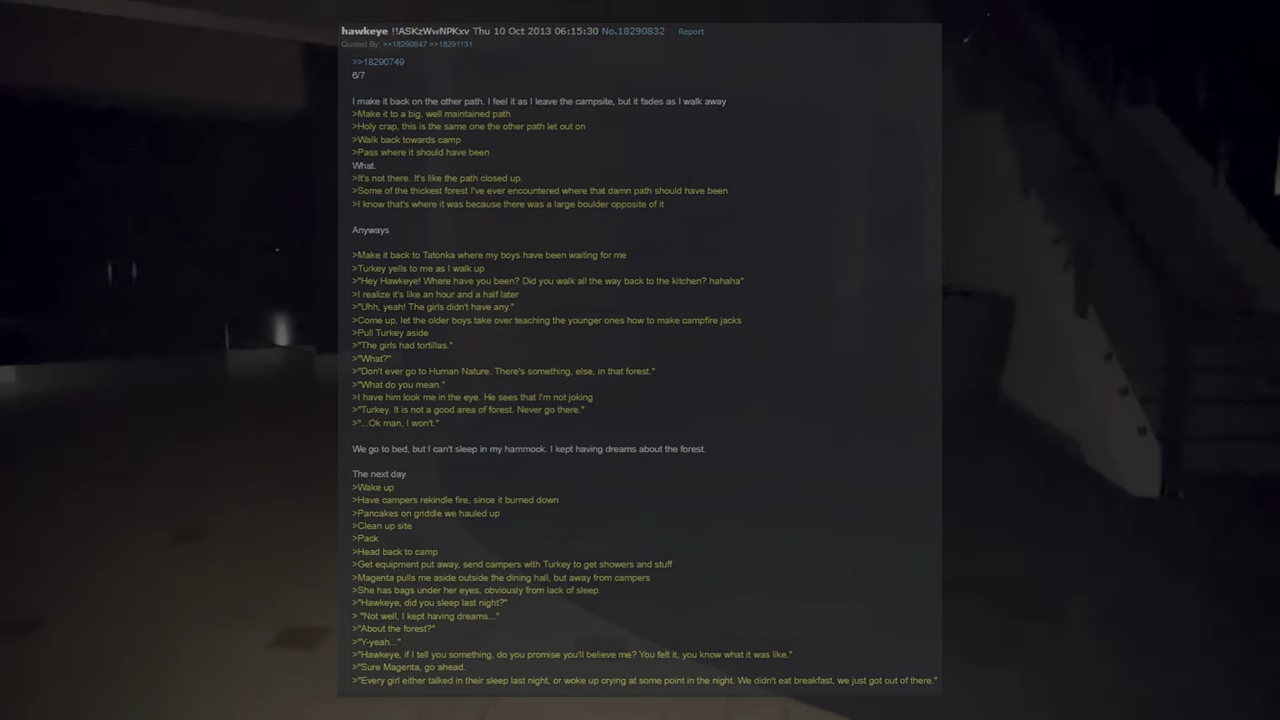 hawkeye !!ASKzWwNPKxv Thu 10 Oct 2013 06:15:30 No.18290832 Report
Quoted By: >>18290847 >>18291131
>>18290749
6/7
I make it back on the other path. I feel it as I leave the campsite, but it fades as I walk away
>Make it to a big, well maintained path
>Holy crap, this is the same one the other path let out on
>Walk back towards camp
>Pass where it should have been
What.
>It's not there. It's like the path closed up.
>Some of the thickest forest I've ever encountered where that damn path should have been
>I know that's where it was because there was a large boulder opposite of it
Anyways
>Make it back to Tatonka where my boys have been waiting for me
>Turkey yells to me as I walk up
>"Hey Hawkeye! Where have you been? Did you walk all the way back to the kitchen? hahaha"
>I realize it's like an hour and a half later
>"Uhh, yeah! The girls didn't have any."
>Come up, let the older boys take over teaching the younger ones how to make campfire jacks
>Pull Turkey aside
>"The girls had tortillas."
>"What?"
>"Don't ever go to Human Nature. There's something, else, in that forest."
>"What do you mean."
>I have him look me in the eye. He sees that I'm not joking
>"Turkey. It is not a good area of forest. Never go there."
>"...Ok man, I won't."
We go to bed, but I can't sleep in my hammock. I kept having dreams about the forest.
The next day
>Wake up
>Have campers rekindle fire, since it burned down
>Pancakes on griddle we hauled up
>Clean up site
>Pack
>Head back to camp
>Get equipment put away, send campers with Turkey to get showers and stuff
>Magenta pulls me aside outside the dining hall, but away from campers
>She has bags under her eyes, obviously from lack of sleep.
>"Hawkeye, did you sleep last night?"
> "Not well, I kept having dreams..."
>"About the forest?"
>"Y-yeah..."
>"Hawkeye, if I tell you something, do you promise you'll believe me? You felt it, you know what it was like."
>"Sure Magenta, go ahead.
>"Every girl either talked in their sleep last night, or woke up crying at some point in the night. We didn't eat breakfast, we just got out of there."